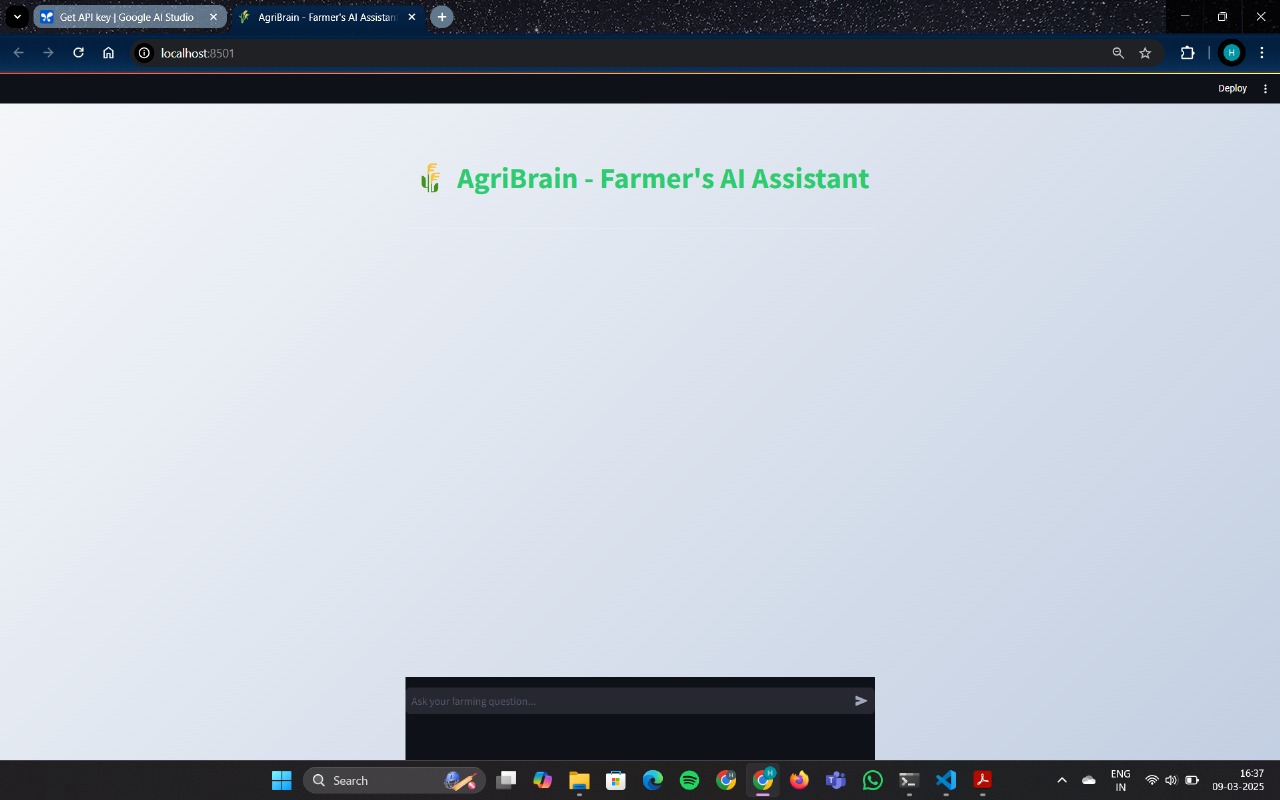 Get API key | Google AI Studio
AgriBrain - Farmer's AI Assistan
localhost:8501
H
Deploy
AgriBrain - Farmer's AI Assistant
Ask your farming question...
Search
ENG
IN
16:37
09-03-2025